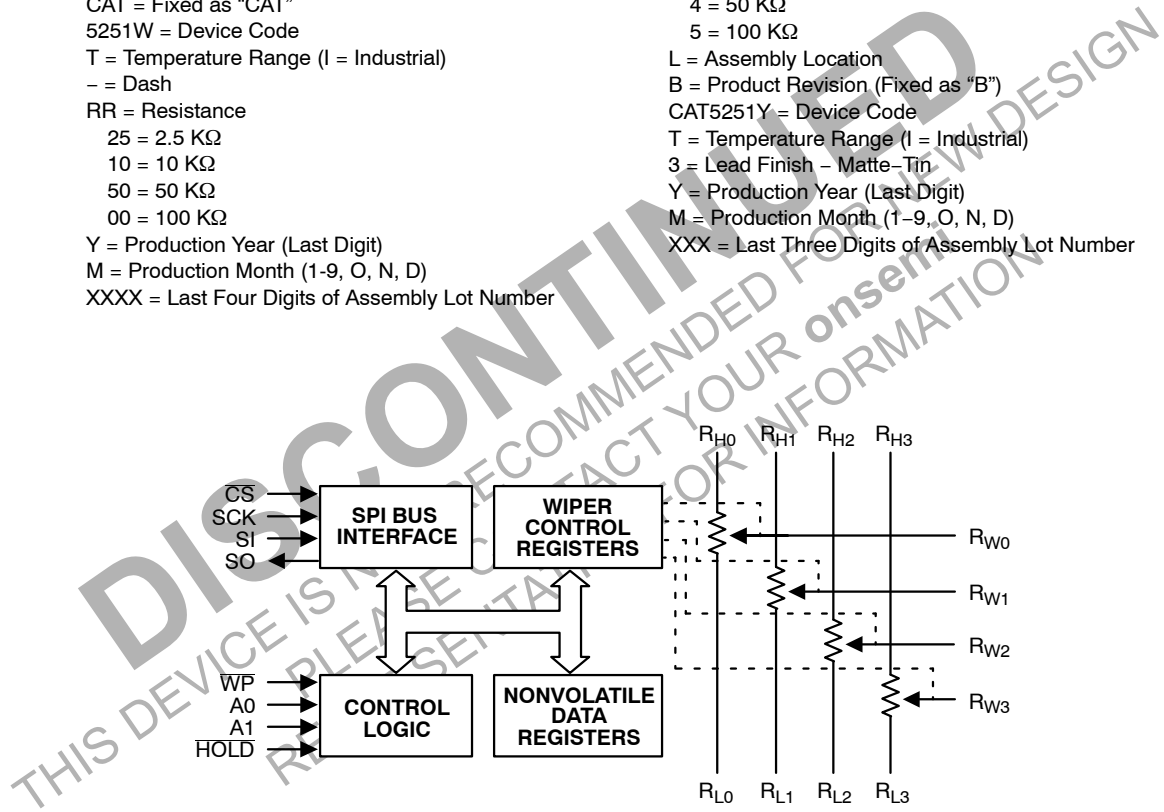 CAT = Fixed as “CAT”
5251W = Device Code
T = Temperature Range (I = Industrial)
− = Dash
RR = Resistance
25 = 2.5 KΩ
10 = 10 KΩ
50 = 50 KΩ
00 = 100 KΩ
Y = Production Year (Last Digit)
M = Production Month (1-9, O, N, D)
XXXX = Last Four Digits of Assembly Lot Number
4 = 50 KΩ
5 = 100 KΩ
L = Assembly Location
B = Product Revision (Fixed as “B”)
CAT5251Y = Device Code
T = Temperature Range (I = Industrial)
3 = Lead Finish − Matte−Tin
Y = Production Year (Last Digit)
M = Production Month (1−9, O, N, D)
XXX = Last Three Digits of Assembly Lot Number
DISCONTINUED
THIS DEVICE IS RECOMMENDED FOR NEW DESIGN
PLEASE CONTACT YOUR onsemi
FOR INFORMATION
RH0 RH1 RH2 RH3
CS
SCK
SI
SO
SPI BUS
INTERFACE
WIPER
CONTROL
REGISTERS
RW0
RW1
RW2
RW3
WP
A0
A1
HOLD
CONTROL
LOGIC
NONVOLATILE
DATA
REGISTERS
RL0 RL1 RL2 RL3